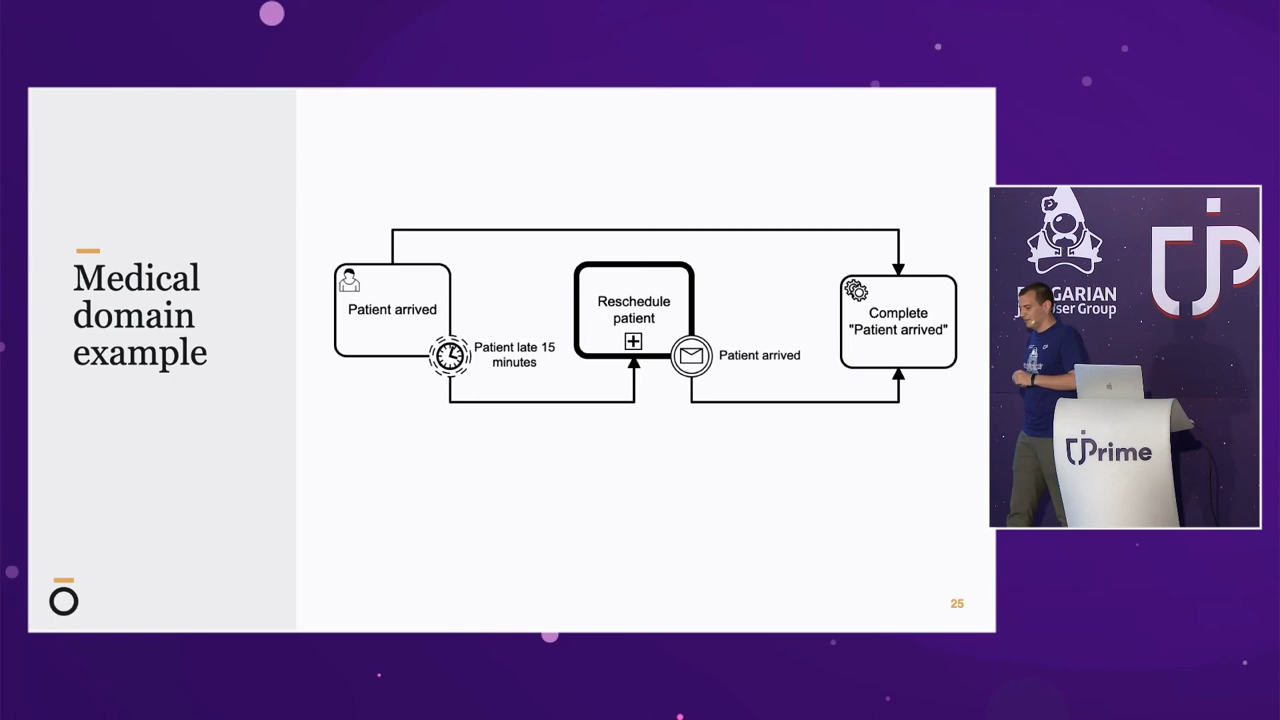 Medical
domain
example
Patient arrived
Patient late 15
minutes
Reschedule
patient
Patient arrived
Complete
"Patient arrived"
25
User Group
Prime